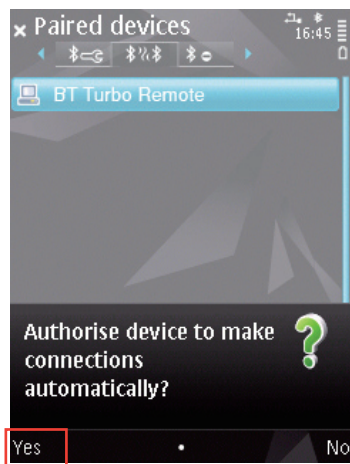 Paired devices
16:45
BT Turbo Remote
Authorise device to make
connections
automatically?
Yes
No